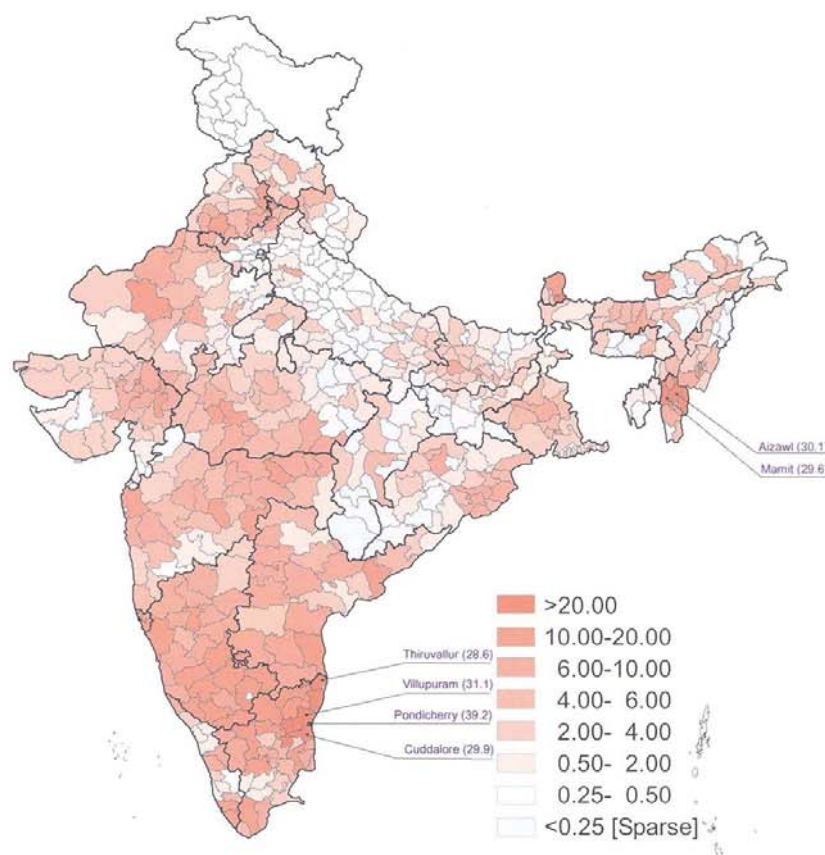 Aizawl (30.1)
Mamit (29.6
>20.00
10.00-20.00
6.00-10.00
4.00- 6.00
2.00- 4.00
0.50- 2.00
0.25- 0.50
<0.25 [Sparse]
Thiruvallur (28.6)
Villupuram (31.1)
Pondicherry (39.2)
Cuddalore (29.9)